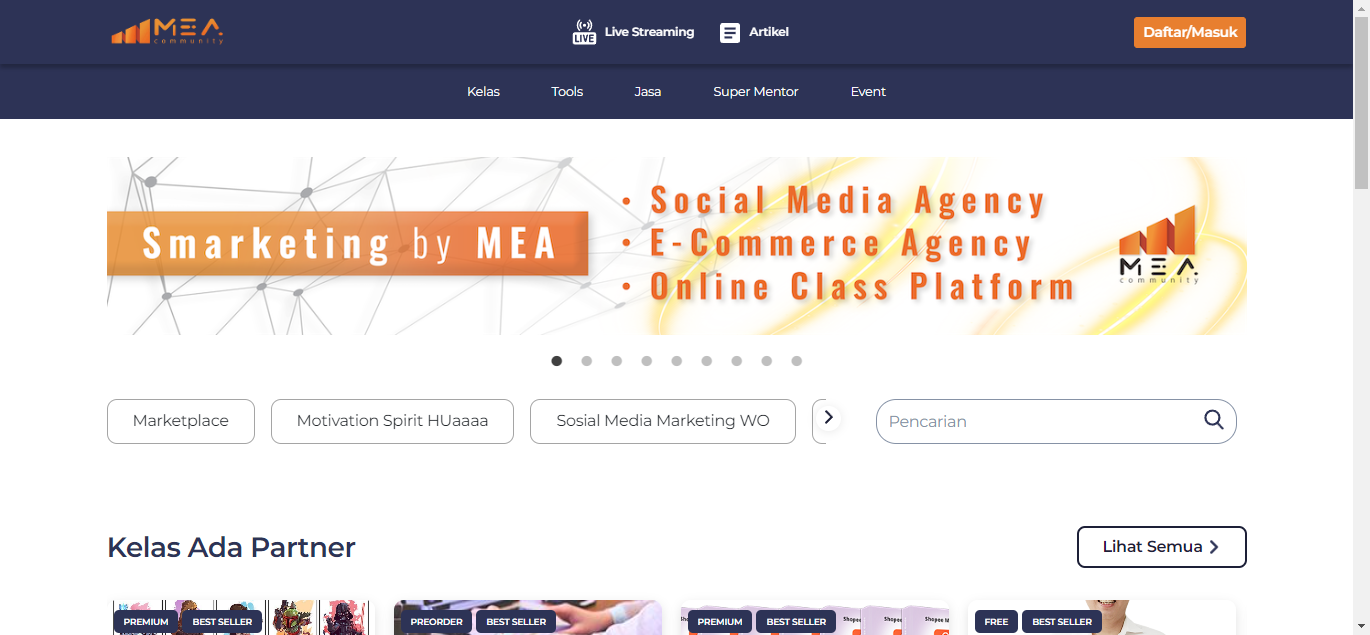 MEA
community
LIVE
Live Streaming
Artikel
Daftar/Masuk
Kelas
Tools
Jasa
Super Mentor
Event
Smarketing by MEA
• Social Media Agency
• E-Commerce Agency
• Online Class Platform
MEA
community
Marketplace
Motivation Spirit HUaaaa
Sosial Media Marketing WO
Pencarian
Kelas Ada Partner
Lihat Semua
PREMIUM
BEST SELLER
PREORDER
BEST SELLER
PREMIUM
BEST SELLER
FREE
BEST SELLER